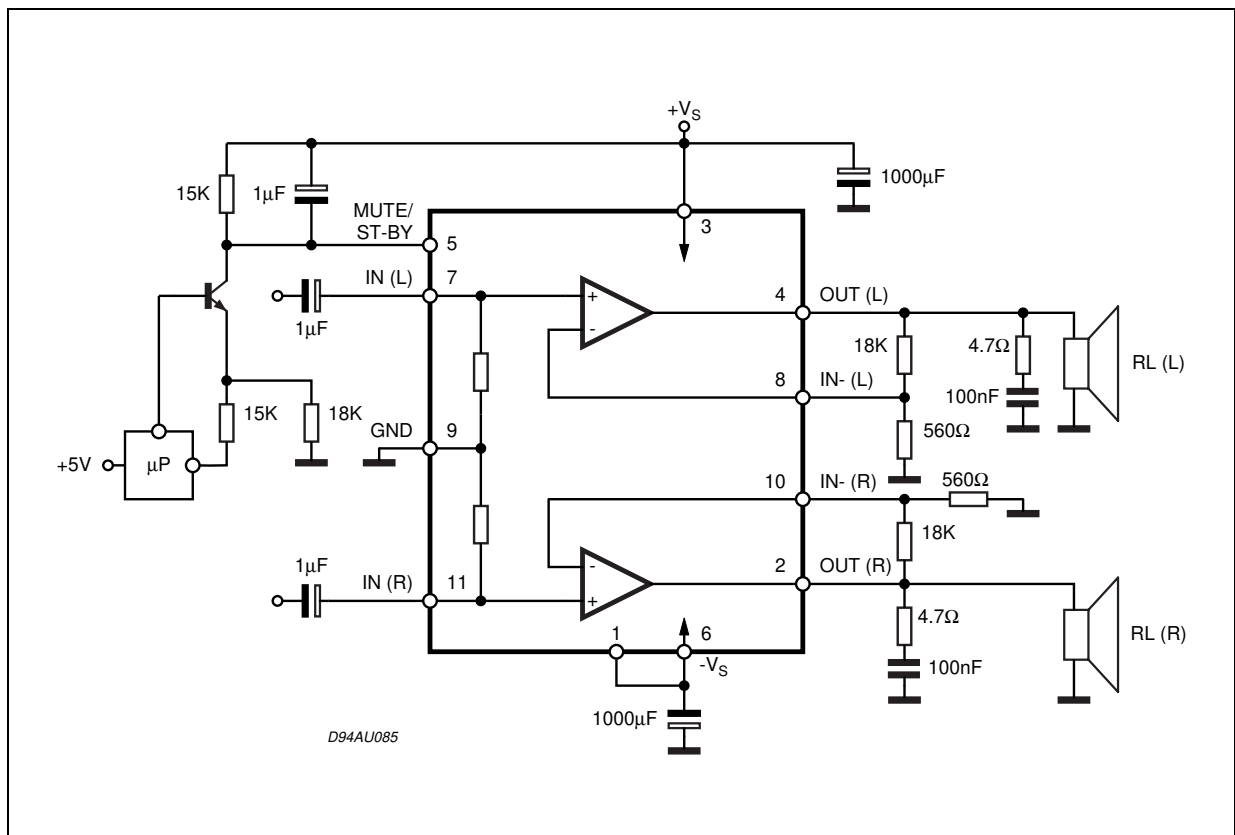 +VS
15K
1μF
1000μF
MUTE/
ST-BY
5
3
IN (L)
7
1μF
+
-
4
OUT (L)
18K
4.7Ω
RL (L)
8
IN- (L)
100nF
15K
18K
GND
9
560Ω
+5V
μP
10
IN- (R)
560Ω
18K
1μF
IN (R)
11
-
+
2
OUT (R)
4.7Ω
RL (R)
1
6
-VS
100nF
1000μF
D94AU085